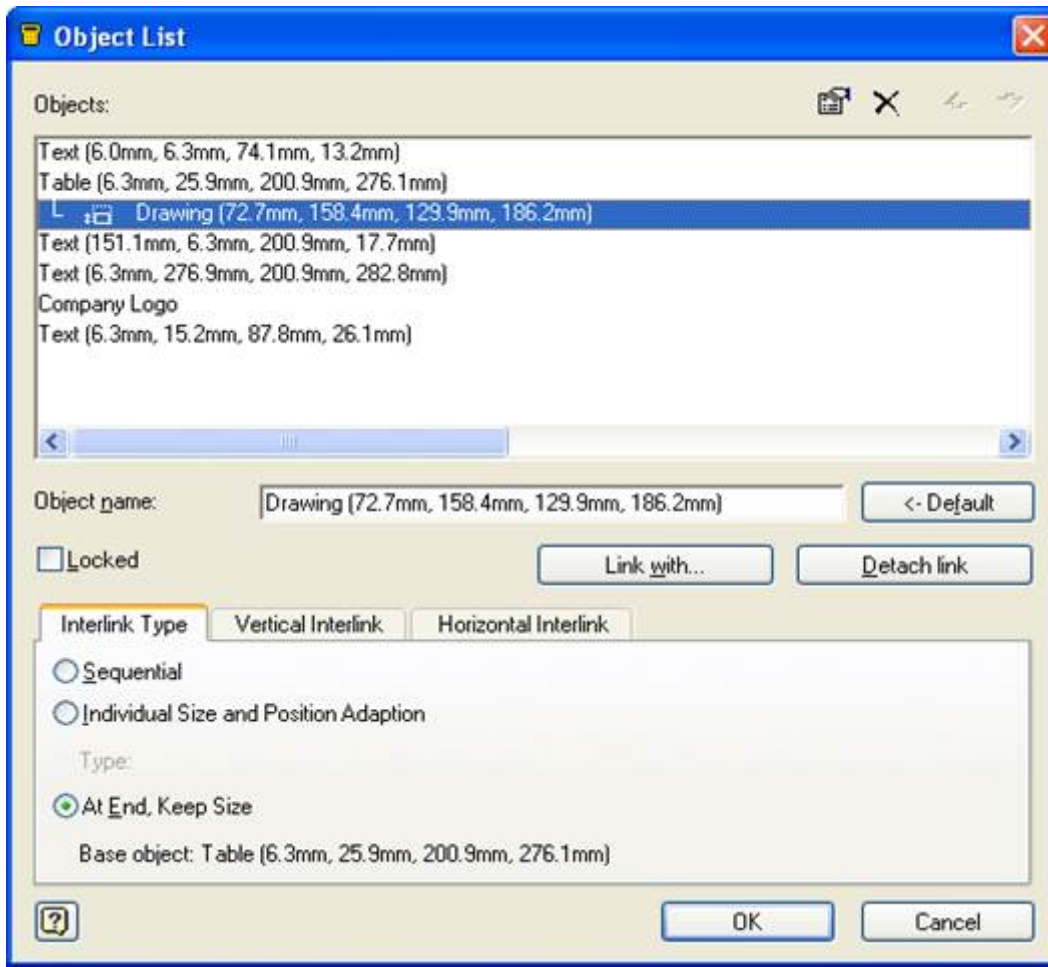 Object List
Objects:
Text (6.0mm, 6.3mm, 74.1mm, 13.2mm)
Table (6.3mm, 25.9mm, 200.9mm, 276.1mm)
Drawing (72.7mm, 158.4mm, 129.9mm, 186.2mm)
Text (151.1mm, 6.3mm, 200.9mm, 17.7mm)
Text (6.3mm, 276.9mm, 200.9mm, 282.8mm)
Company Logo
Text (6.3mm, 15.2mm, 87.8mm, 26.1mm)
Object name: Drawing (72.7mm, 158.4mm, 129.9mm, 186.2mm) <- Default
Locked Link with... Detach link
Interlink Type Vertical Interlink Horizontal Interlink
Sequential
Individual Size and Position Adaption
Type:
At End, Keep Size
Base object: Table (6.3mm, 25.9mm, 200.9mm, 276.1mm)
? OK Cancel